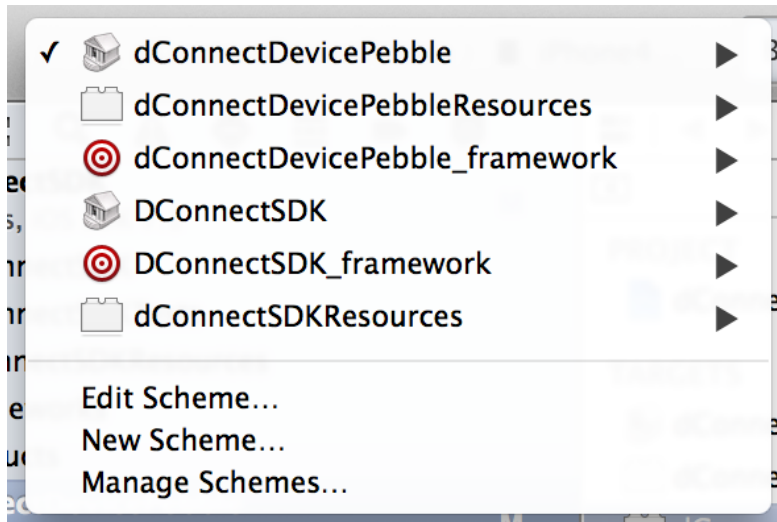 ✓ dConnectDevicePebble
dConnectDevicePebbleResources
dConnectDevicePebble_framework
DConnectSDK
DConnectSDK_framework
dConnectSDKResources
Edit Scheme...
New Scheme...
Manage Schemes...